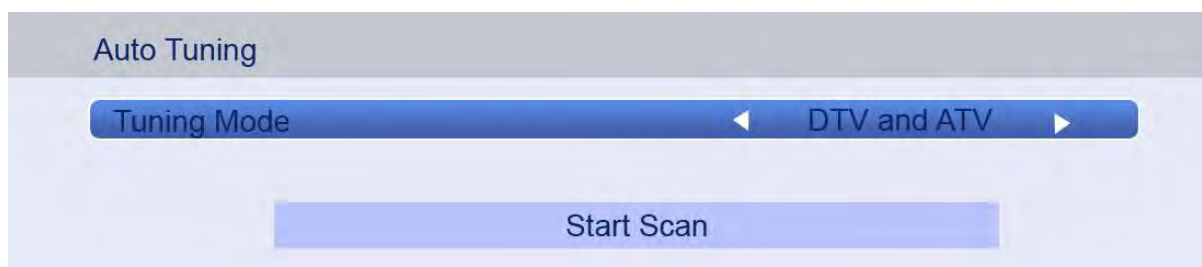 Auto Tuning
Tuning Mode DTV and ATV
Start Scan